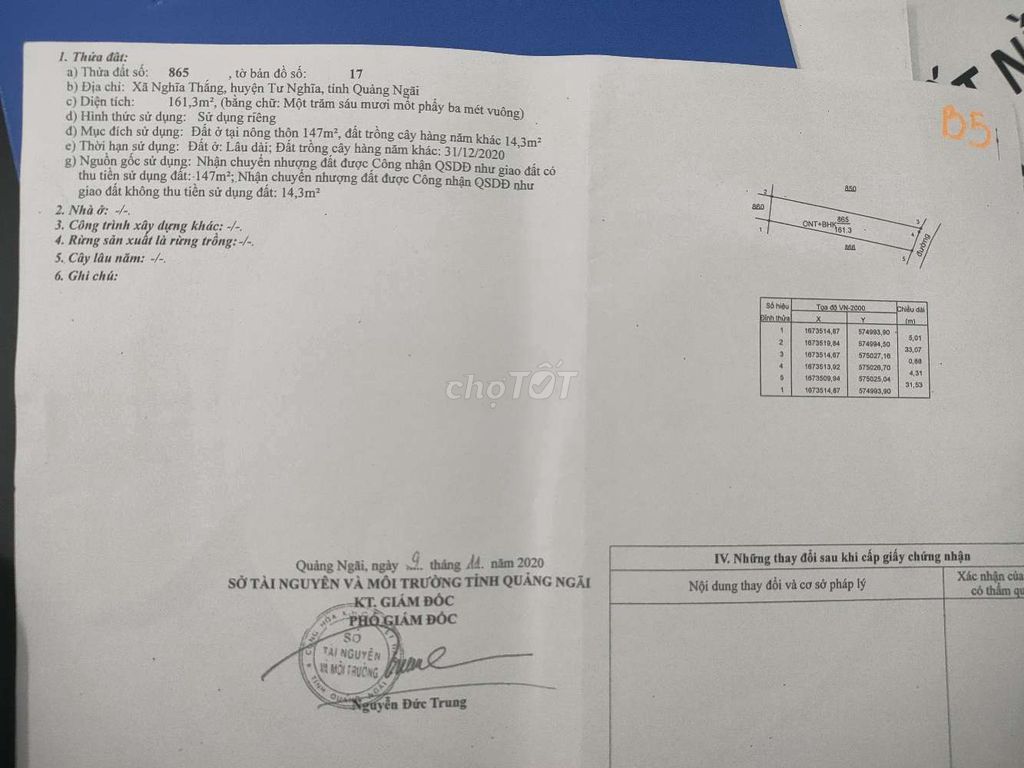 1. Thửa đất:
a) Thửa đất số: 865 , tờ bản đồ số: 17
b) Địa chỉ: Xã Nghĩa Thắng, huyện Tư Nghĩa, tỉnh Quảng Ngãi
c) Diện tích: 161,3m², (bằng chữ: Một trăm sáu mươi mốt phẩy ba mét vuông)
d) Hình thức sử dụng: Sử dụng riêng
đ) Mục đích sử dụng: Đất ở tại nông thôn 147m², đất trồng cây hàng năm khác 14,3m²
e) Thời hạn sử dụng: Đất ở: Lâu dài; Đất trồng cây hàng năm khác: 31/12/2020
g) Nguồn gốc sử dụng: Nhận chuyển nhượng đất được Công nhận QSDĐ như giao đất có
thu tiền sử dụng đất: 147m²; Nhận chuyển nhượng đất được Công nhận QSDĐ như
giao đất không thu tiền sử dụng đất: 14,3m²
2. Nhà ở: -/-.
3. Công trình xây dựng khác: -/-.
4. Rừng sản xuất là rừng trồng: -/-.
5. Cây lâu năm: -/-.
6. Ghi chú:
B5
2 850
860 865 3
ONT+BHK 161.3 4
1 866 5
đường
Số hiệu Đỉnh thửa Tọa độ VN-2000 Chiều dài
X Y (m)
1 1673514,87 574993,90
5,01
2 1673519,84 574994,50
33,07
3 1673514,67 575027,16
0,88
4 1673513,92 575026,70
4,31
5 1673509,94 575025,04
31,53
1 1673514,87 574993,90
chợTỐT
Quảng Ngãi, ngày 9 tháng 11 năm 2020
SỞ TÀI NGUYÊN VÀ MÔI TRƯỜNG TỈNH QUẢNG NGÃI
KT. GIÁM ĐỐC
PHÓ GIÁM ĐỐC
SỞ
TÀI NGUYÊN
VÀ MÔI TRƯỜNG
TỈNH QUẢNG NGÃI
Nguyễn Đức Trung
IV. Những thay đổi sau khi cấp giấy chứng nhận
Nội dung thay đổi và cơ sở pháp lý
Xác nhận của
có thẩm qu